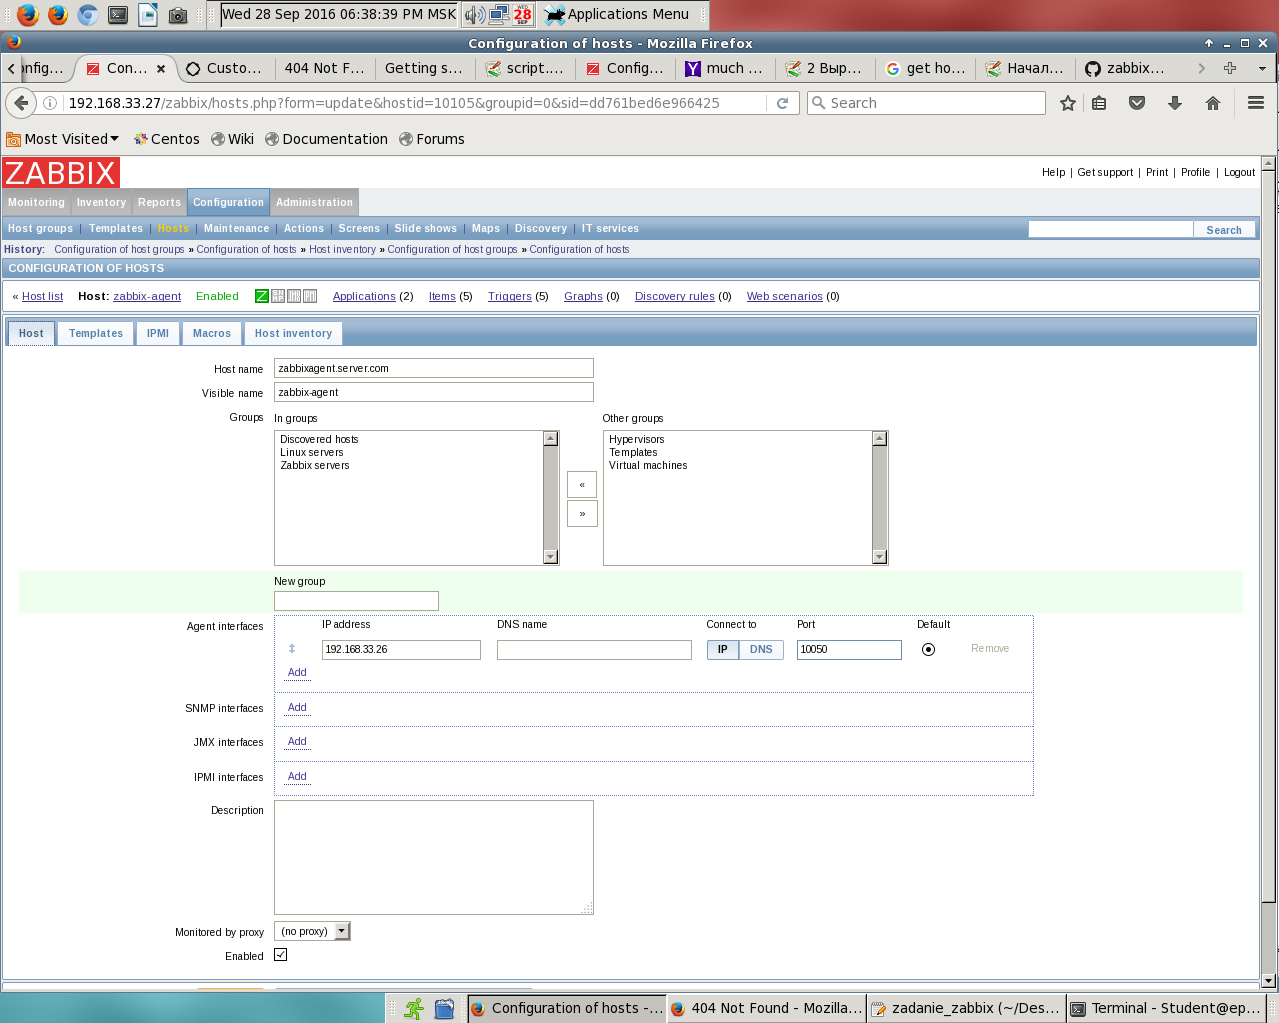 Wed 28 Sep 2016 06:38:39 PM MSK WED 28 SEP Applications Menu
Configuration of hosts - Mozilla Firefox
onfig... Con... Custo... 404 Not F... Getting s... script.... Config... much ... 2 Выр... get ho... Начал... zabbix...
192.168.33.27/zabbix/hosts.php?form=update&hostid=10105&groupid=0&sid=dd761bed6e966425 Search
Most Visited Centos Wiki Documentation Forums
ZABBIX
Help | Get support | Print | Profile | Logout
Monitoring Inventory Reports Configuration Administration
Host groups | Templates | Hosts | Maintenance | Actions | Screens | Slide shows | Maps | Discovery | IT services Search
History: Configuration of host groups » Configuration of hosts » Host inventory » Configuration of host groups » Configuration of hosts
CONFIGURATION OF HOSTS
« Host list Host: zabbix-agent Enabled Z Applications (2) Items (5) Triggers (5) Graphs (0) Discovery rules (0) Web scenarios (0)
Host Templates IPMI Macros Host inventory
Host name zabbixagent.server.com
Visible name zabbix-agent
Groups In groups Other groups
Discovered hosts Hypervisors
Linux servers Templates
Zabbix servers Virtual machines
«
»
New group
Agent interfaces IP address DNS name Connect to Port Default
192.168.33.26 IP DNS 10050 Remove
Add
SNMP interfaces Add
JMX interfaces Add
IPMI interfaces Add
Description
Monitored by proxy (no proxy)
Enabled
Configuration of hosts -... 404 Not Found - Mozilla... zadanie_zabbix (~/Des... Terminal - Student@ep...